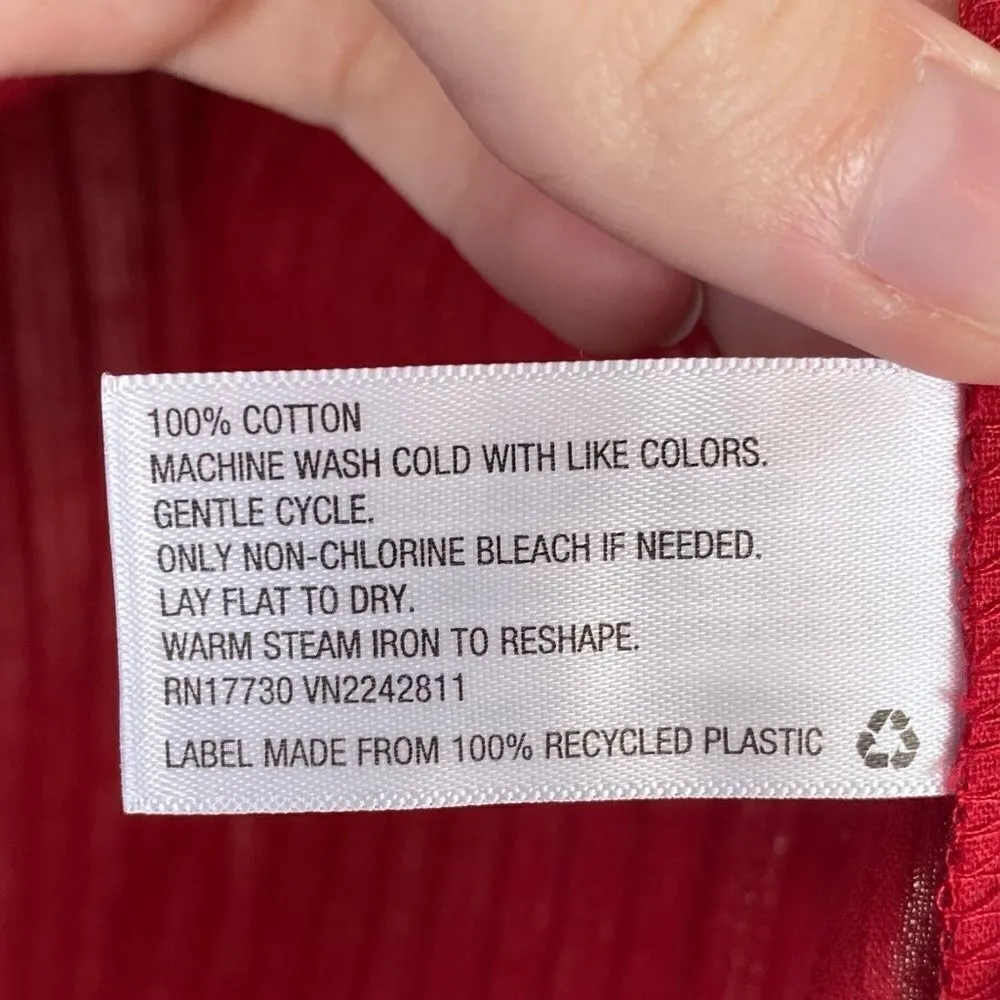 100% COTTON
MACHINE WASH COLD WITH LIKE COLORS.
GENTLE CYCLE.
ONLY NON-CHLORINE BLEACH IF NEEDED.
LAY FLAT TO DRY.
WARM STEAM IRON TO RESHAPE.
RN17730 VN2242811
LABEL MADE FROM 100% RECYCLED PLASTIC